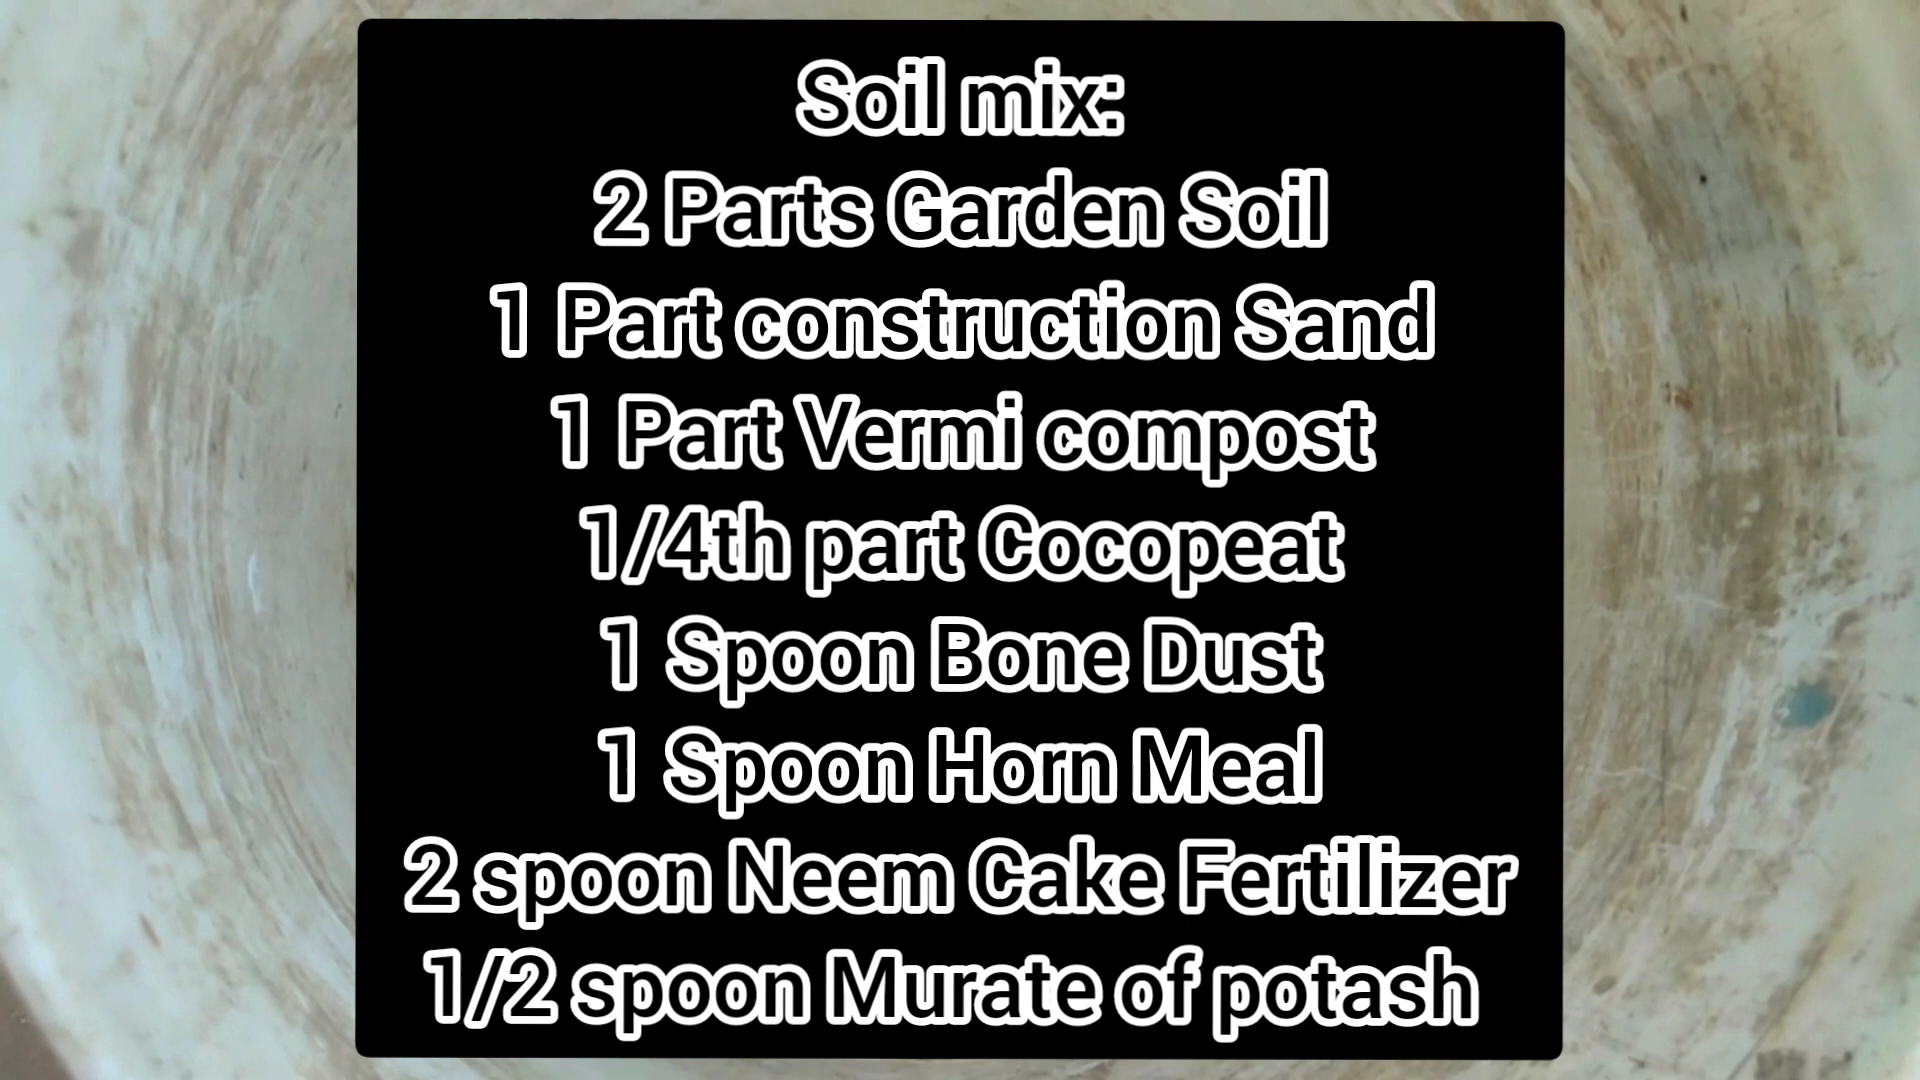 Soil mix:
2 Parts Garden Soil
1 Part construction Sand
1 Part Vermi compost
1/4th part Cocopeat
1 Spoon Bone Dust
1 Spoon Horn Meal
2 spoon Neem Cake Fertilizer
1/2 spoon Murate of potash